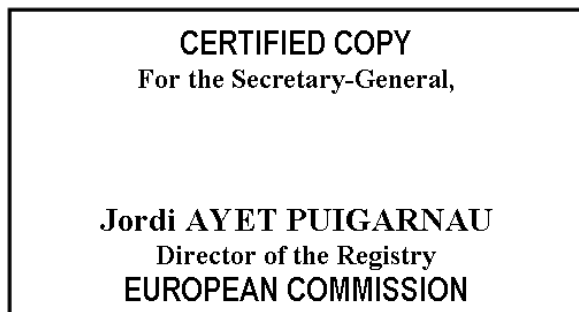 CERTIFIED COPY
For the Secretary-General,
Jordi AYET PUIGARNAU
Director of the Registry
EUROPEAN COMMISSION